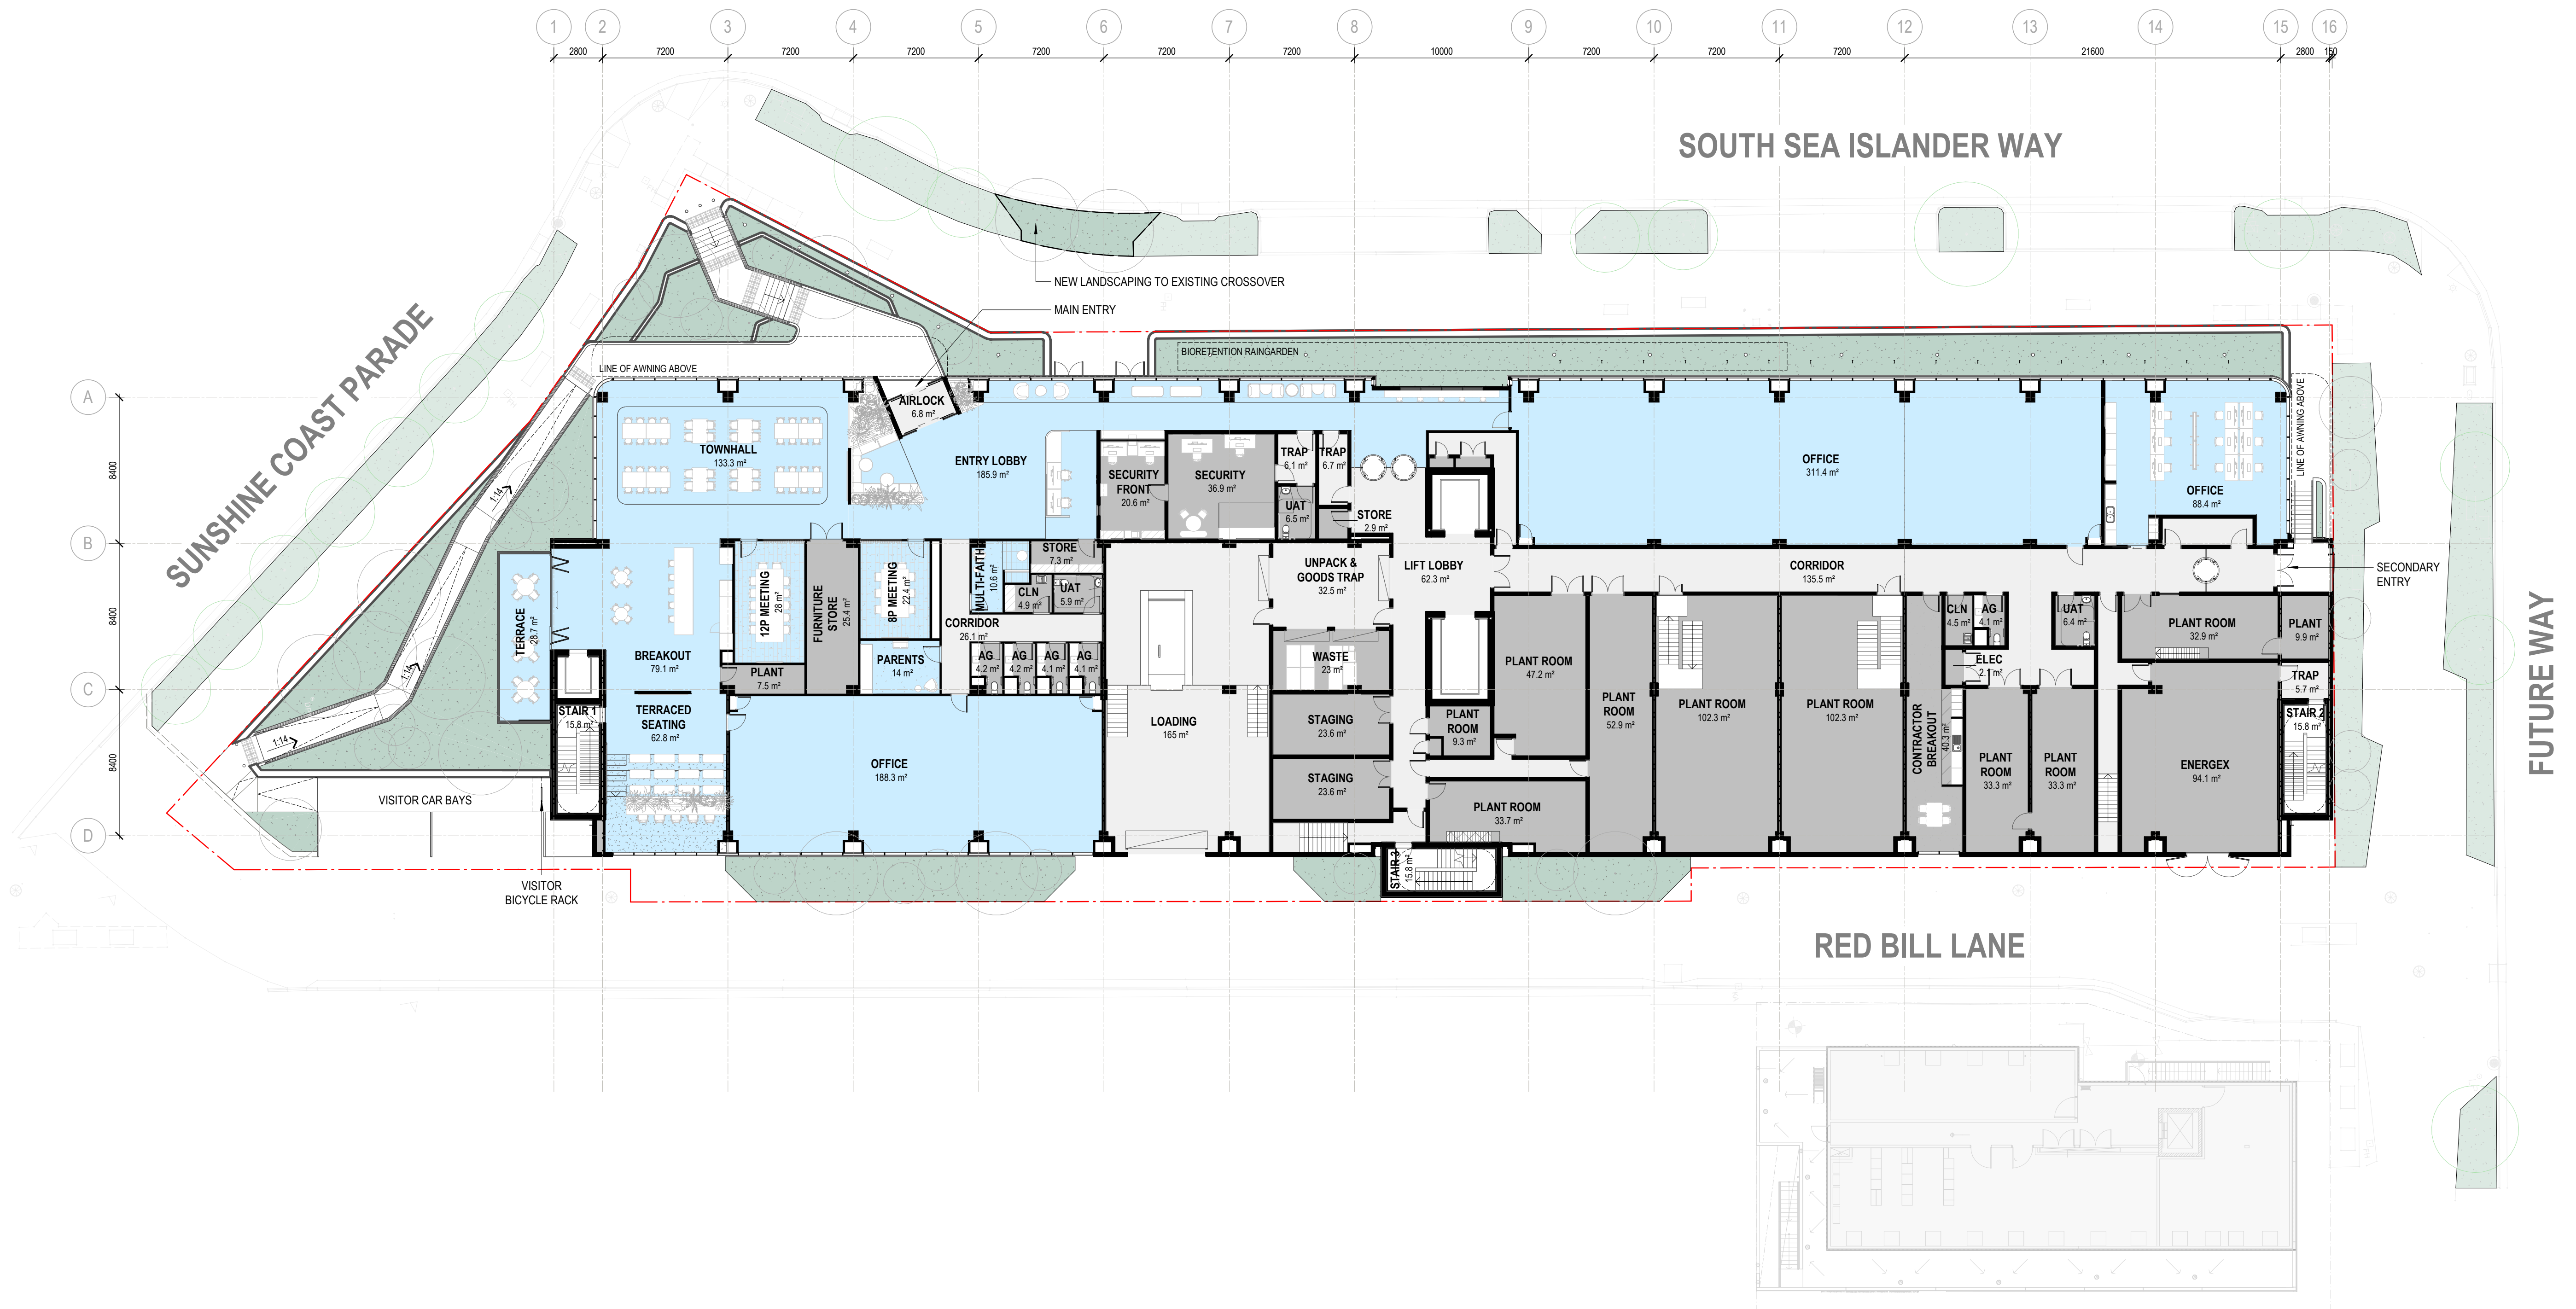 1 2 3 4 5 6 7 8 9 10 11 12 13 14 15 16
2800 7200 7200 7200 7200 7200 7200 10000 7200 7200 7200 21600 2800 150
SOUTH SEA ISLANDER WAY
NEW LANDSCAPING TO EXISTING CROSSOVER
MAIN ENTRY
SUNSHINE COAST PARADE
BIORETENTION RAINGARDEN
LINE OF AWNING ABOVE
LINE OF AWNING ABOVE
A
8400
B
8400
C
8400
D
AIRLOCK
6.8 m²
TOWNHALL
133.3 m²
ENTRY LOBBY
185.9 m²
SECURITY
FRONT
20.6 m²
SECURITY
36.9 m²
TRAP
6.1 m²
TRAP
6.7 m²
UAT
6.5 m²
STORE
2.9 m²
OFFICE
311.4 m²
OFFICE
88.4 m²
1:14
1:14
1:14
TERRACE
28.7 m²
BREAKOUT
79.1 m²
12P MEETING
28 m²
FURNITURE
STORE
25.4 m²
8P MEETING
22.4 m²
MULTI-FAITH
10.6 m²
STORE
7.3 m²
CLN
4.9 m²
UAT
5.9 m²
CORRIDOR
26.1 m²
PARENTS
14 m²
AG
4.2 m²
AG
4.2 m²
AG
4.1 m²
AG
4.1 m²
PLANT
7.5 m²
UNPACK &
GOODS TRAP
32.5 m²
LIFT LOBBY
62.3 m²
CORRIDOR
135.5 m²
SECONDARY
ENTRY
WASTE
23 m²
PLANT ROOM
47.2 m²
CLN
4.5 m²
AG
4.1 m²
UAT
6.4 m²
PLANT ROOM
32.9 m²
PLANT
9.9 m²
ELEC
2.1 m²
TRAP
5.7 m²
STAIR 1
15.8 m²
TERRACED
SEATING
62.8 m²
OFFICE
188.3 m²
LOADING
165 m²
STAGING
23.6 m²
STAGING
23.6 m²
PLANT
ROOM
9.3 m²
PLANT
ROOM
52.9 m²
PLANT ROOM
102.3 m²
PLANT ROOM
102.3 m²
CONTRACTOR
BREAKOUT
40.3 m²
PLANT
ROOM
33.3 m²
PLANT
ROOM
33.3 m²
ENERGEX
94.1 m²
STAIR 2
15.8 m²
PLANT ROOM
33.7 m²
STAIR 3
15.8 m²
VISITOR CAR BAYS
VISITOR
BICYCLE RACK
FUTURE WAY
RED BILL LANE